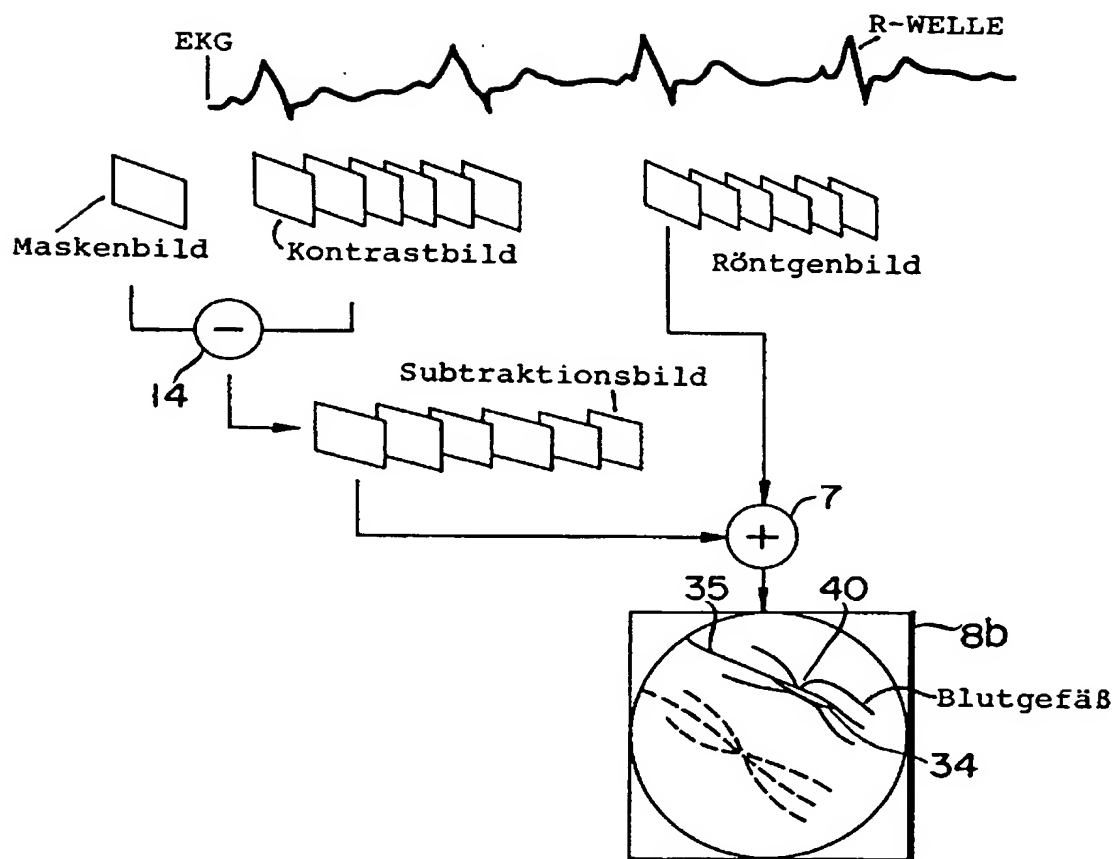 EKG
R-WELLE
Maskenbild
Kontrastbild
Röntgenbild
−
14
Subtraktionsbild
7
+
35
40
8b
Blutgefäß
34